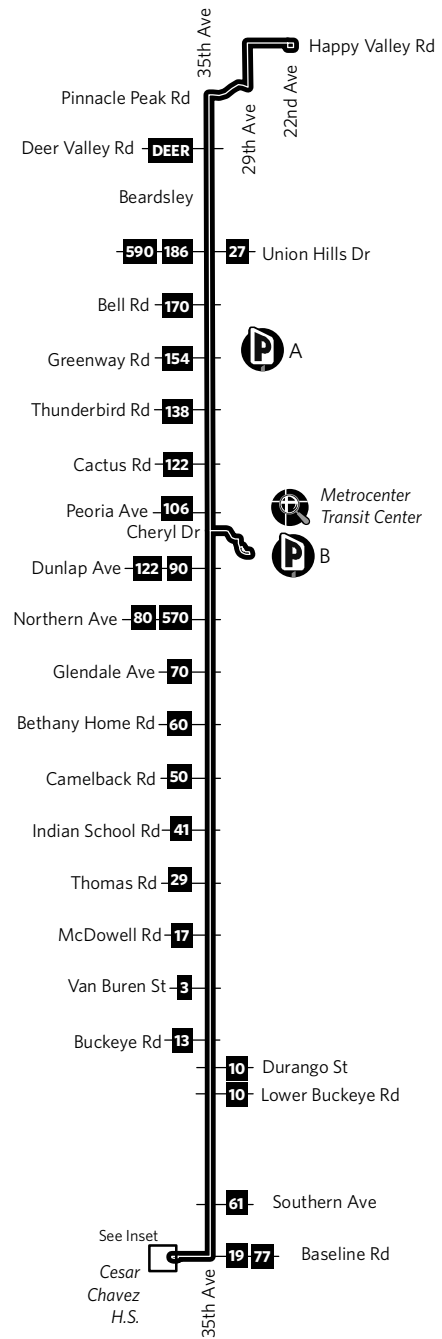 35th Ave
Happy Valley Rd
Pinnacle Peak Rd
29th Ave
22nd Ave
Deer Valley Rd DEER
Beardsley
590 186 27 Union Hills Dr
Bell Rd 170
P A
Greenway Rd 154
Thunderbird Rd 138
Cactus Rd 122
Peoria Ave 106
Metrocenter
Transit Center
Cheryl Dr
P B
Dunlap Ave 122 90
Northern Ave 80 570
Glendale Ave 70
Bethany Home Rd 60
Camelback Rd 50
Indian School Rd 41
Thomas Rd 29
McDowell Rd 17
Van Buren St 3
Buckeye Rd 13
10 Durango St
10 Lower Buckeye Rd
61 Southern Ave
See Inset
19 77 Baseline Rd
Cesar
Chavez
H.S.
35th Ave